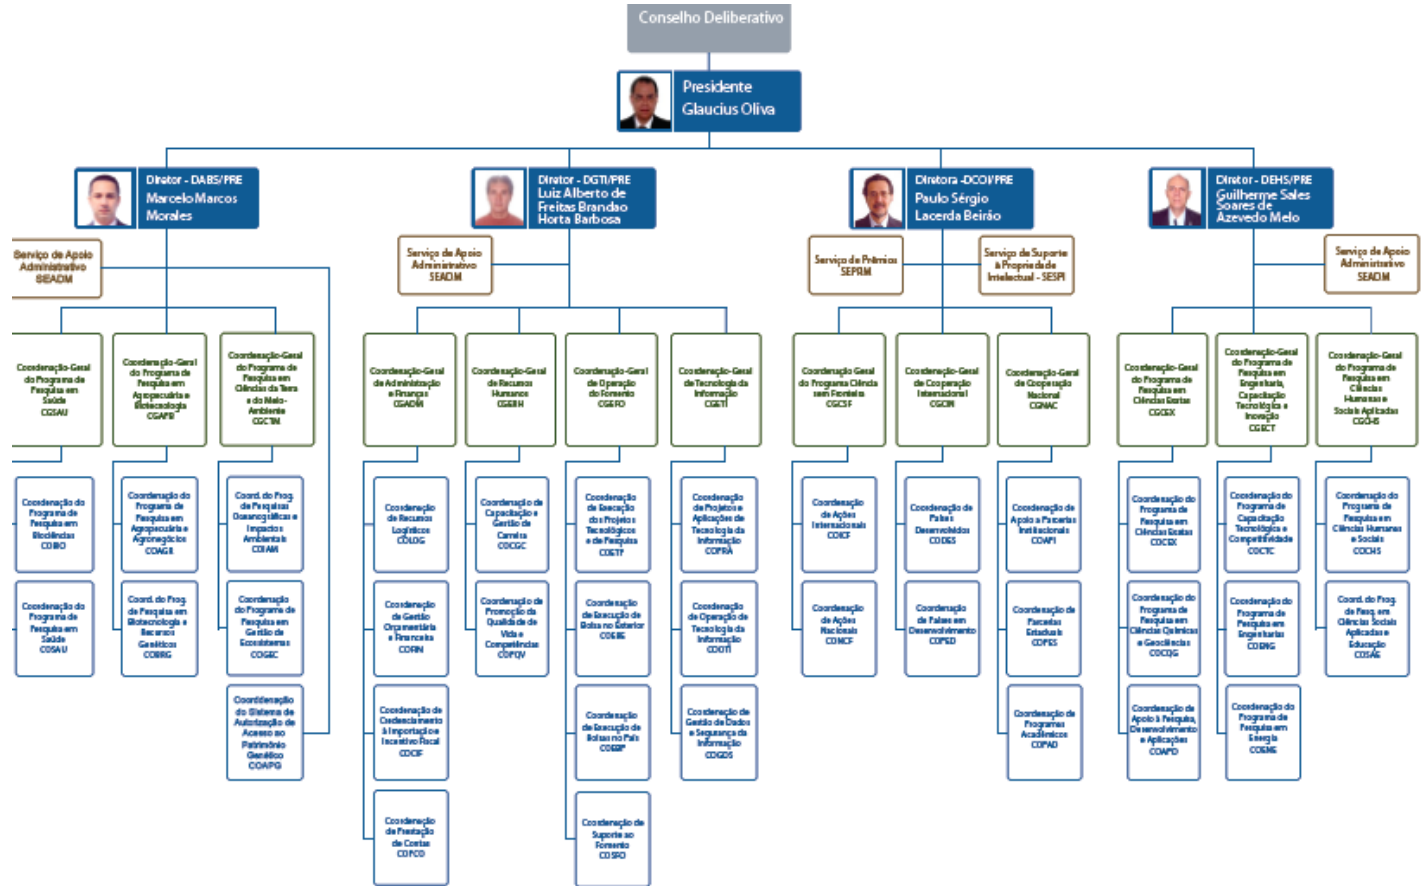 Conselho Deliberativo
Presidente
Glaucius Oliva
Diretor - DABS/PRE
Marcelo Marcos
Morales
Diretor - DGTI/PRE
Luiz Alberto de
Freitas Brandao
Horta Barbosa
Diretora -DCOI/PRE
Paulo Sérgio
Lacerda Beirão
Diretor - DEHS/PRE
Guilherme Sales
Soares de
Azevedo Melo
Serviço de Apoio
Administrativo
SEADM
Serviço de Apoio
Administrativo
SEADM
Serviço de Prêmios
SEPRM
Serviço de Suporte
à Propriedade
Intelectual - SESPI
Serviço de Apoio
Administrativo
SEADM
Coordenação-Geral
do Programa de
Pesquisa em
Saúde
CGSAU
Coordenação-Geral
do Programa de
Pesquisa em
Agropecuária e
Biotecnologia
CGAPB
Coordenação-Geral
do Programa de
Pesquisa em
Ciências da Terra
e do Meio-
Ambiente
CGCTM
Coordenação-Geral
de Administração
e Finanças
CGADM
Coordenação-Geral
de Recursos
Humanos
CGERH
Coordenação-Geral
de Operação
do Fomento
CGEFO
Coordenação-Geral
de Tecnologia da
Informação
CGETI
Coordenação-Geral
do Programa Ciência
sem Fronteira
CGCSF
Coordenação-Geral
de Cooperação
Internacional
CGCIN
Coordenação-Geral
de Cooperação
Nacional
CGNAC
Coordenação-Geral
do Programa de
Pesquisa em
Ciências Exatas
CGCEX
Coordenação-Geral
do Programa de
Pesquisa em
Engenharia,
Capacitação
Tecnológica e
Inovação
CGECT
Coordenação-Geral
do Programa de
Pesquisa em
Ciências
Humanas e
Sociais Aplicadas
CGCHS
Coordenação do
Programa de
Pesquisa em
Biociências
COBIO
Coordenação do
Programa de
Pesquisa em
Agropecuária e
Agronegócios
COAGR
Coord. do Prog.
de Pesquisas
Oceanográficas e
Impactos
Ambientais
COIAM
Coordenação
de Recursos
Logísticos
COLOG
Coordenação de
Capacitação e
Gestão de
Carreira
COCGC
Coordenação
de Execução
dos Projetos
Tecnológicos
e de Pesquisa
COETP
Coordenação
de Projetos e
Aplicações de
Tecnologia da
Informação
COPRA
Coordenação
de Ações
Internacionais
COICF
Coordenação de
Países
Desenvolvidos
CODES
Coordenação de
Apoio a Parcerias
Institucionais
COAPI
Coordenação do
Programa de
Pesquisa em
Ciências Exatas
COCEX
Coordenação do
Programa de
Capacitação
Tecnológica e
Competitividade
COCTC
Coordenação do
Programa de
Pesquisa em
Ciências Humanas
e Sociais
COCHS
Coordenação do
Programa de
Pesquisa em
Saúde
COSAU
Coord. do Prog.
de Pesquisa em
Biotecnologia e
Recursos
Genéticos
COBRG
Coordenação
do Programa de
Pesquisa em
Gestão de
Ecossistemas
COGEC
Coordenação
de Gestão
Orçamentária
e Financeira
COFIN
Coordenação de
Promoção da
Qualidade de
Vida e
Competências
COPQV
Coordenação
de Execução de
Bolsa no Exterior
COEBE
Coordenação
de Operação de
Tecnologia da
Informação
COOTI
Coordenação
de Ações
Nacionais
CONCF
Coordenação
de Países em
Desenvolvimento
COPED
Coordenação de
Parcerias
Estaduais
COPES
Coordenação do
Programa de
Pesquisa em
Ciências Químicas
e Geociências
COCQG
Coordenação do
Programa de
Pesquisa em
Engenharias
COENG
Coord. do Prog.
de Pesq. em
Ciências Sociais
Aplicadas e
Educação
COSAE
Coordenação
do Sistema de
Autorização de
Acesso ao
Patrimônio
Genético
COAPG
Coordenação de
Credenciamento
à Importação e
Incentivo Fiscal
COCIF
Coordenação
de Execução de
Bolsas no País
COEBP
Coordenação de
Gestão de Dados
e Segurança da
Informação
COGDS
Coordenação de
Programas
Acadêmicos
COPAD
Coordenação de
Apoio à Pesquisa,
Desenvolvimento
e Aplicações
COAPD
Coordenação do
Programa de
Pesquisa em
Energia
COENE
Coordenação
de Prestação
de Contas
COPCO
Coordenação de
Suporte ao
Fomento
COSFO